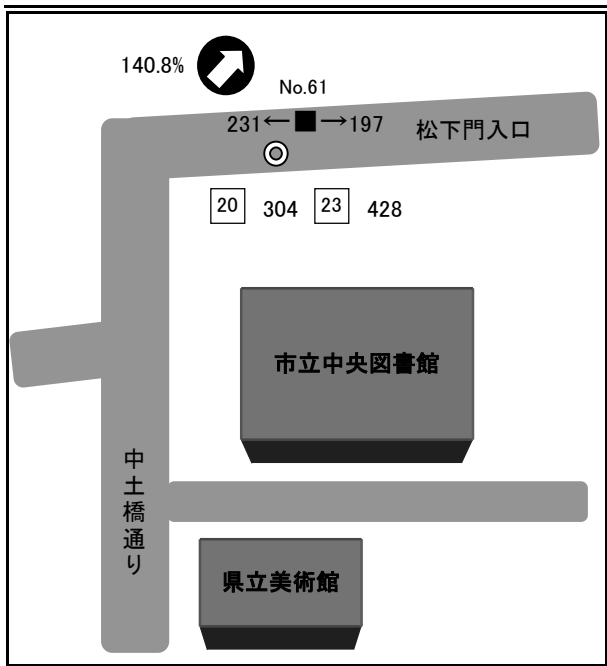 140.8%
No.61
231← ■ →197
松下門入口
20 304 23 428
市立中央図書館
中土橋通り
県立美術館